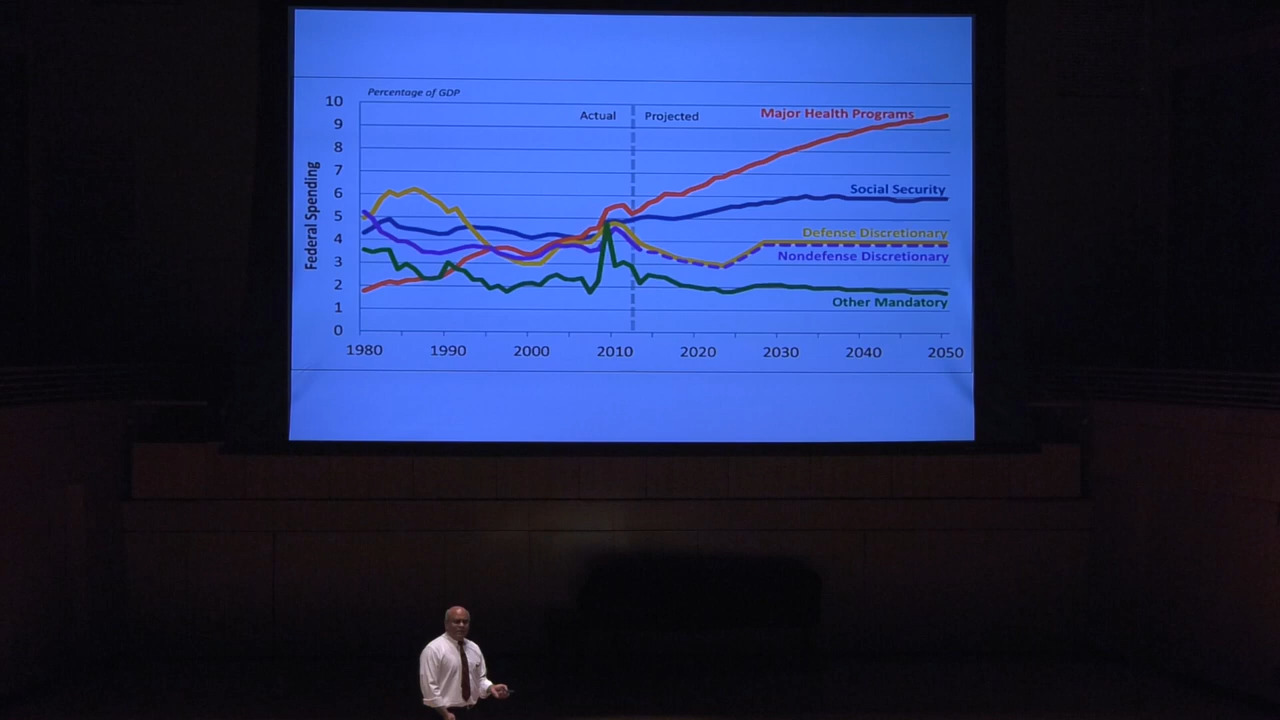 Percentage of GDP
Federal Spending
10
9
8
7
6
5
4
3
2
1
0
Actual
Projected
Major Health Programs
Social Security
Defense Discretionary
Nondefense Discretionary
Other Mandatory
1980 1990 2000 2010 2020 2030 2040 2050